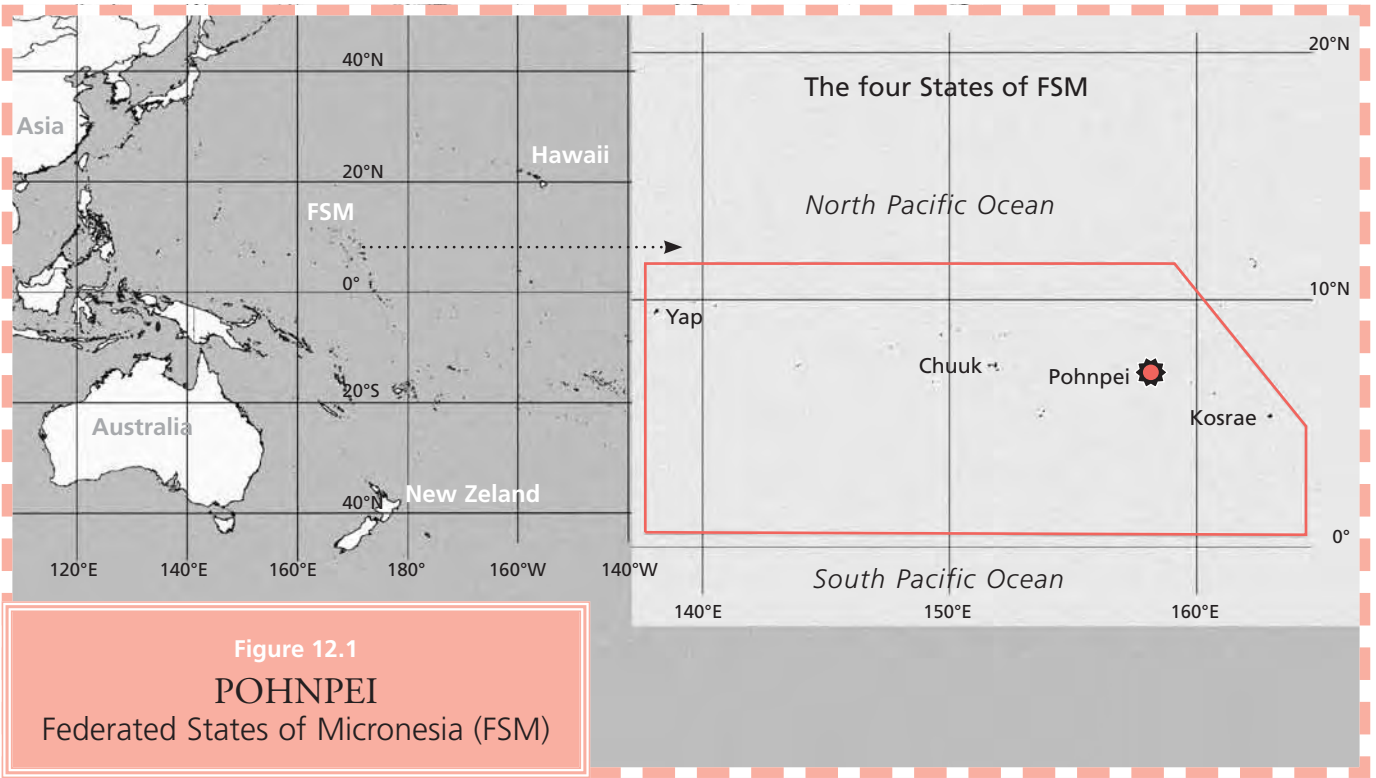 40°N
Asia
Hawaii
20°N
FSM
0°
20°S
Australia
40°N
New Zeland
120°E 140°E 160°E 180° 160°W 140°W
20°N
The four States of FSM
North Pacific Ocean
10°N
Yap
Chuuk
Pohnpei
Kosrae
0°
South Pacific Ocean
140°E 150°E 160°E
Figure 12.1
POHNPEI
Federated States of Micronesia (FSM)